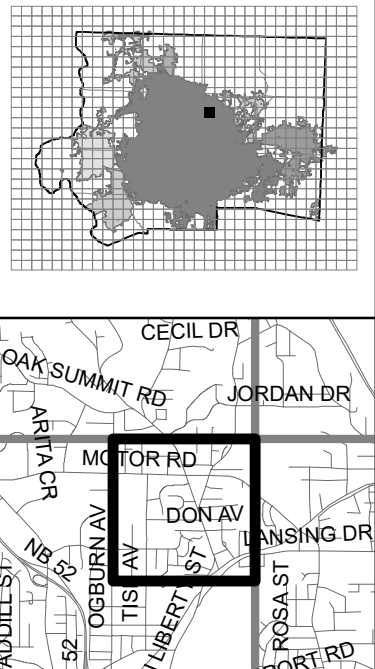 CECIL DR
OAK SUMMIT RD
JORDAN DR
ARITA CR
MOTOR RD
OGBURN AV
DON AV
LANSING DR
NB 52
TISE AV
LIBERTY ST
ROSA ST
52
PORT RD